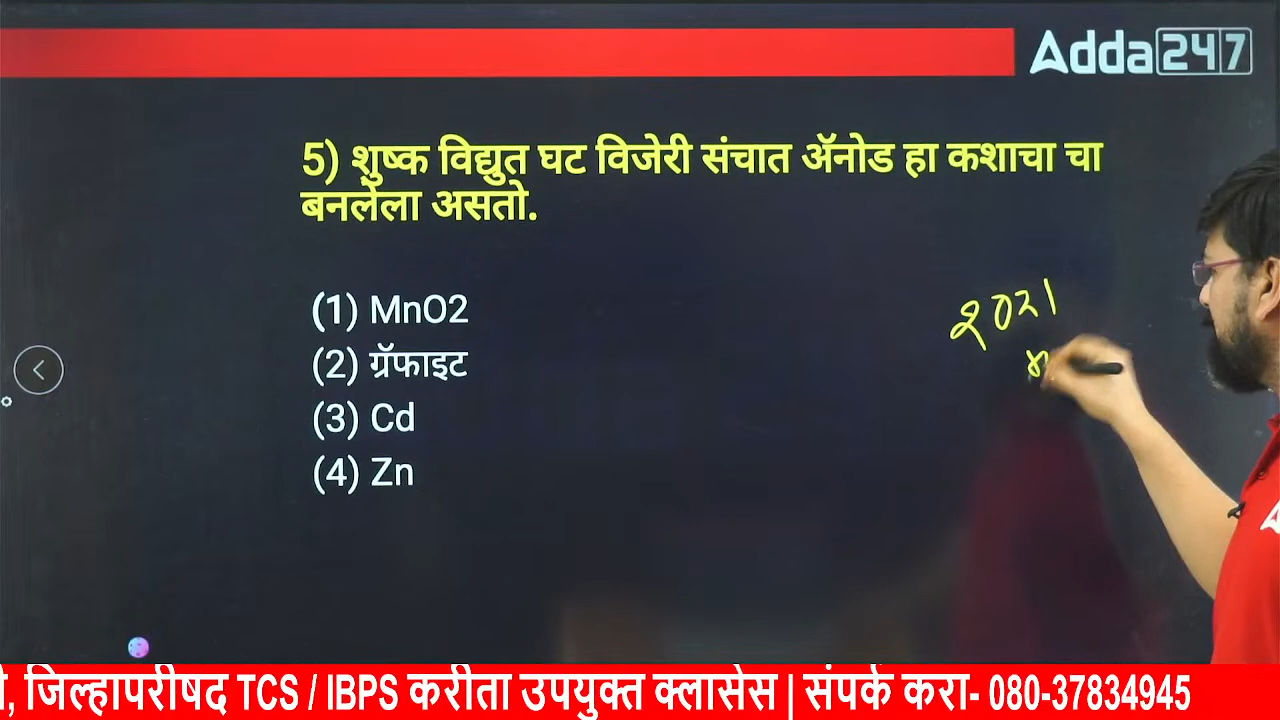 Adda247
5) शुष्क विद्युत घट विजेरी संचात ॲनोड हा कशाचा चा
बनलेला असतो.
(1) MnO2
(2) ग्रॅफाइट
(3) Cd
(4) Zn
२०२१
जिल्हापरीषद TCS / IBPS करीता उपयुक्त क्लासेस | संपर्क करा- 080-37834945